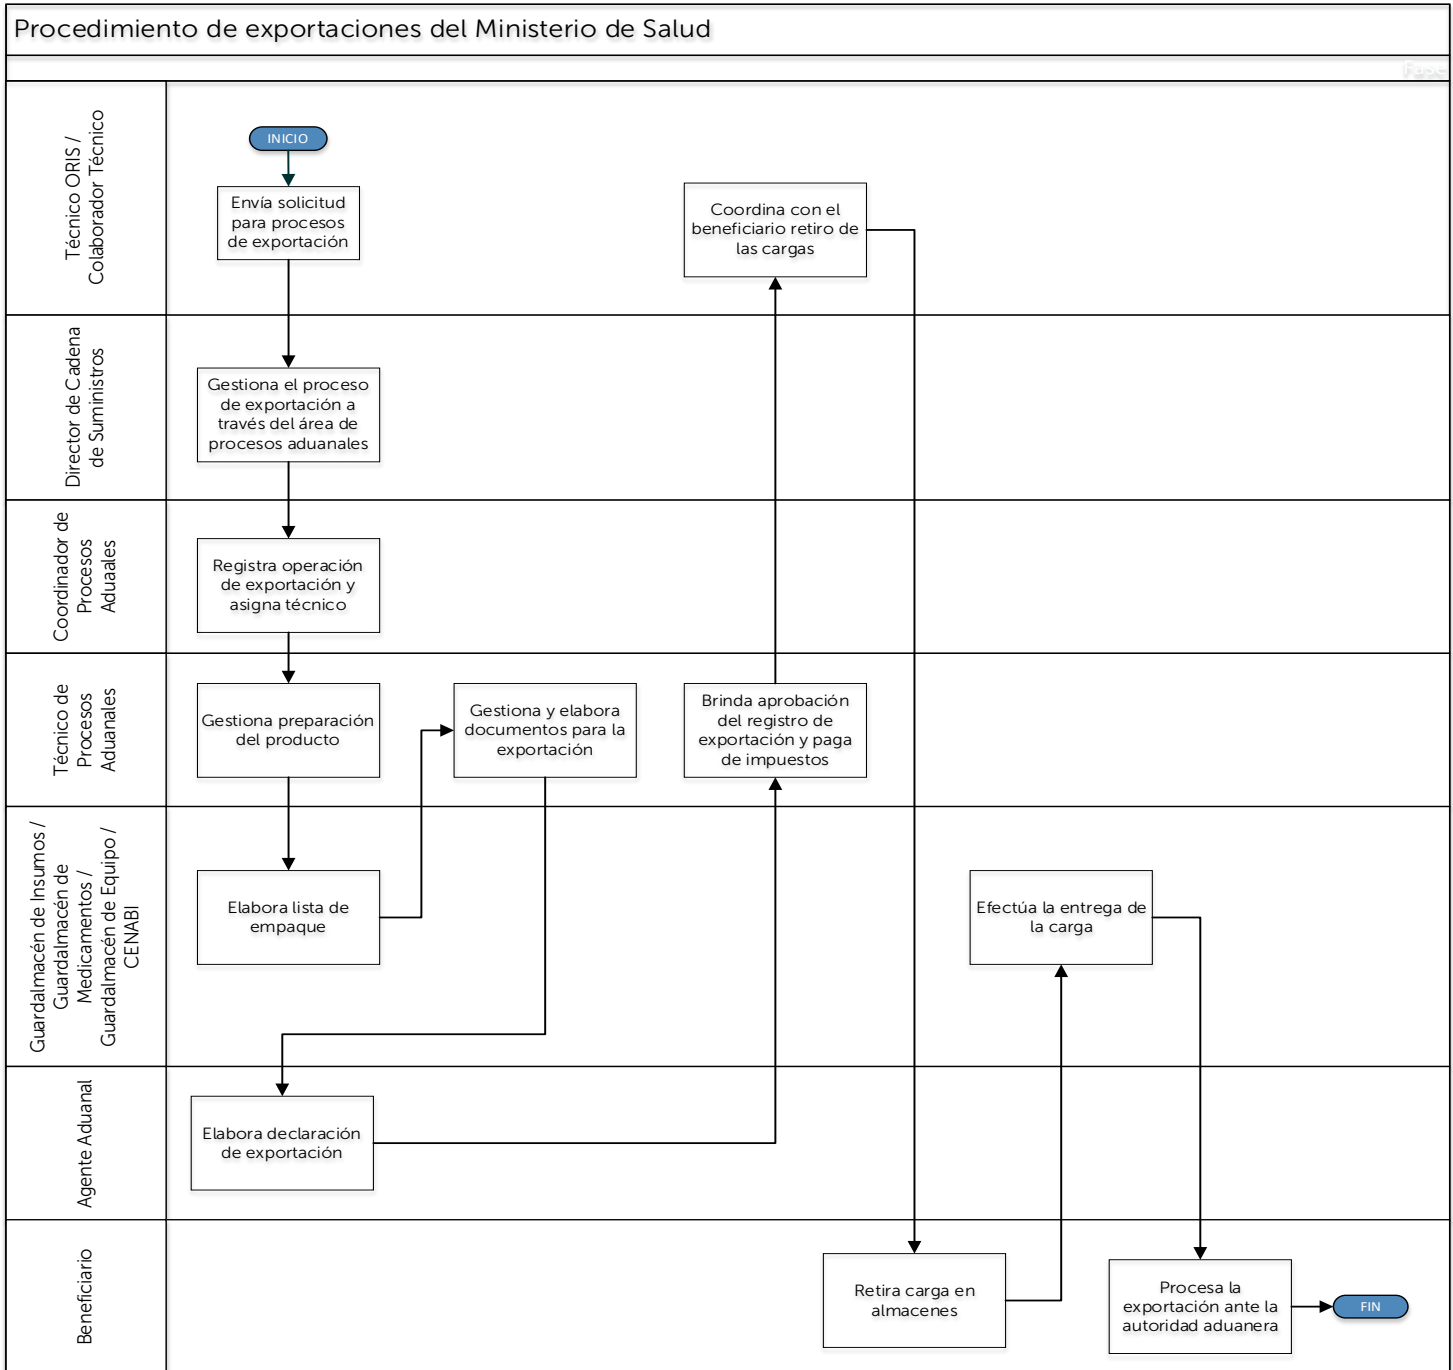 Procedimiento de exportaciones del Ministerio de Salud
Fase
Técnico ORIS /
Colaborador Técnico
INICIO
Envía solicitud
para procesos
de exportación
Coordina con el
beneficiario retiro de
las cargas
Director de Cadena
de Suministros
Gestiona el proceso
de exportación a
través del área de
procesos aduanales
Coordinador de
Procesos
Aduaales
Registra operación
de exportación y
asigna técnico
Técnico de
Procesos
Aduanales
Gestiona preparación
del producto
Gestiona y elabora
documentos para la
exportación
Brinda aprobación
del registro de
exportación y paga
de impuestos
Guardalmacén de Insumos /
Guardalmacén de
Medicamentos /
Guardalmacén de Equipo /
CENABI
Elabora lista de
empaque
Efectúa la entrega de
la carga
Agente Aduanal
Elabora declaración
de exportación
Beneficiario
Retira carga en
almacenes
Procesa la
exportación ante la
autoridad aduanera
FIN